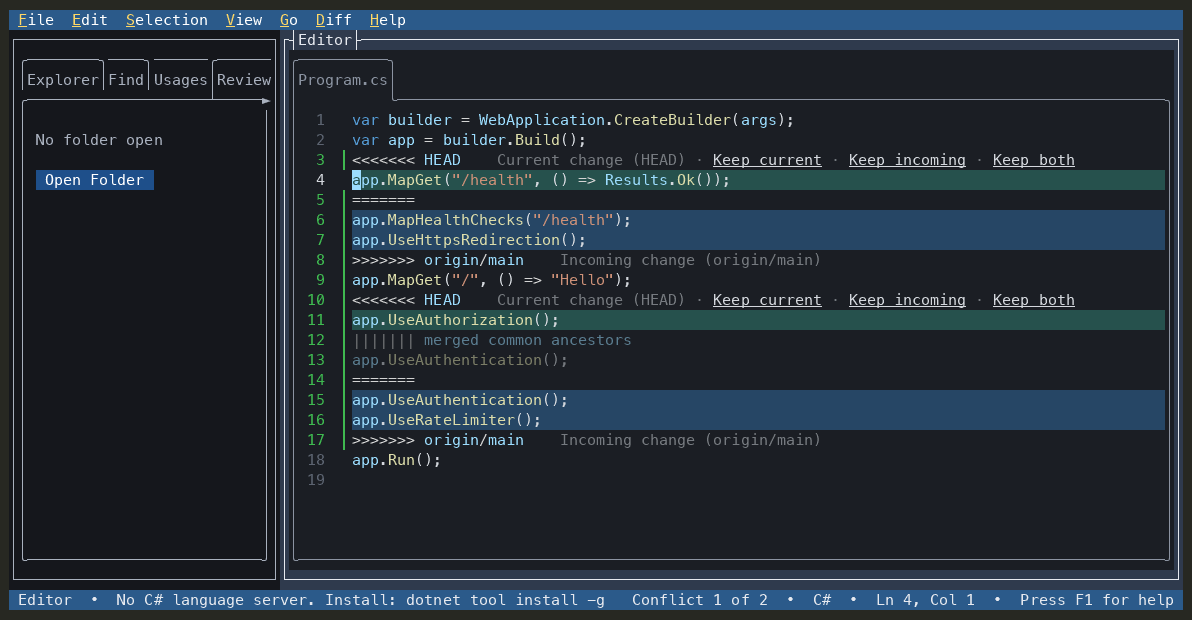 File Edit Selection View Go Diff Help
Editor
Explorer Find Usages Review
Program.cs
No folder open
Open Folder
1 var builder = WebApplication.CreateBuilder(args);
2 var app = builder.Build();
3 <<<<<<< HEAD Current change (HEAD) · Keep current · Keep incoming · Keep both
4 app.MapGet("/health", () => Results.Ok());
5 =======
6 app.MapHealthChecks("/health");
7 app.UseHttpsRedirection();
8 >>>>>>> origin/main Incoming change (origin/main)
9 app.MapGet("/", () => "Hello");
10 <<<<<<< HEAD Current change (HEAD) · Keep current · Keep incoming · Keep both
11 app.UseAuthorization();
12 ||||||| merged common ancestors
13 app.UseAuthentication();
14 =======
15 app.UseAuthentication();
16 app.UseRateLimiter();
17 >>>>>>> origin/main Incoming change (origin/main)
18 app.Run();
19
Editor • No C# language server. Install: dotnet tool install -g Conflict 1 of 2 • C# • Ln 4, Col 1 • Press F1 for help